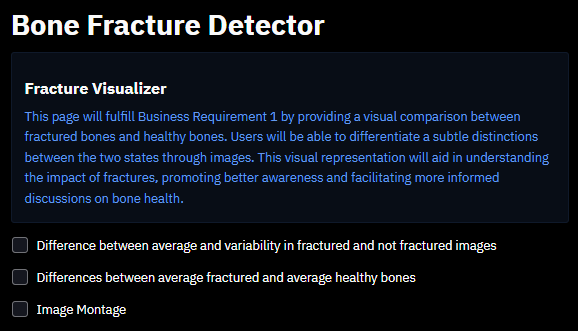 Bone Fracture Detector
Fracture Visualizer
This page will fulfill Business Requirement 1 by providing a visual comparison between
fractured bones and healthy bones. Users will be able to differentiate a subtle distinctions
between the two states through images. This visual representation will aid in understanding
the impact of fractures, promoting better awareness and facilitating more informed
discussions on bone health.
Difference between average and variability in fractured and not fractured images
Differences between average fractured and average healthy bones
Image Montage